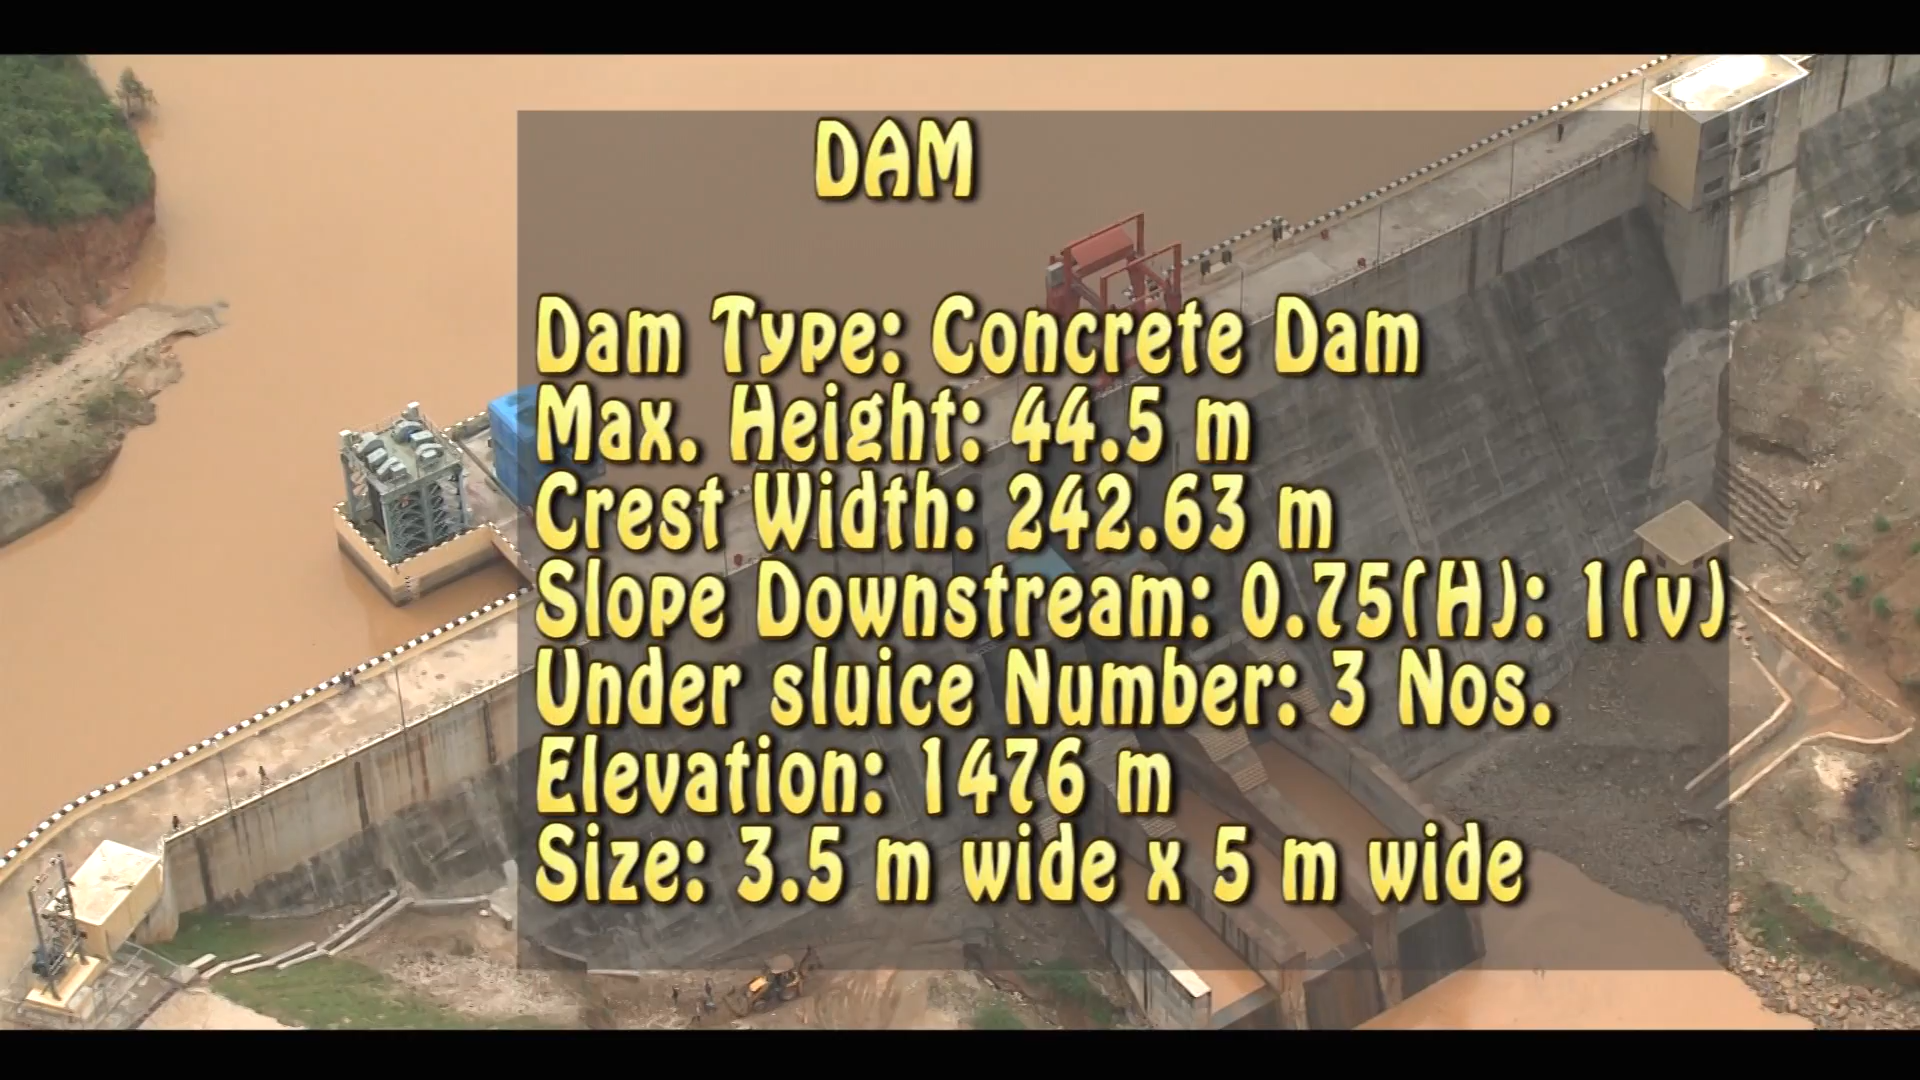 DAM
Dam Type: Concrete Dam
Max. Height: 44.5 m
Crest Width: 242.63 m
Slope Downstream: 0.75(H): 1(v)
Under sluice Number: 3 Nos.
Elevation: 1476 m
Size: 3.5 m wide x 5 m wide